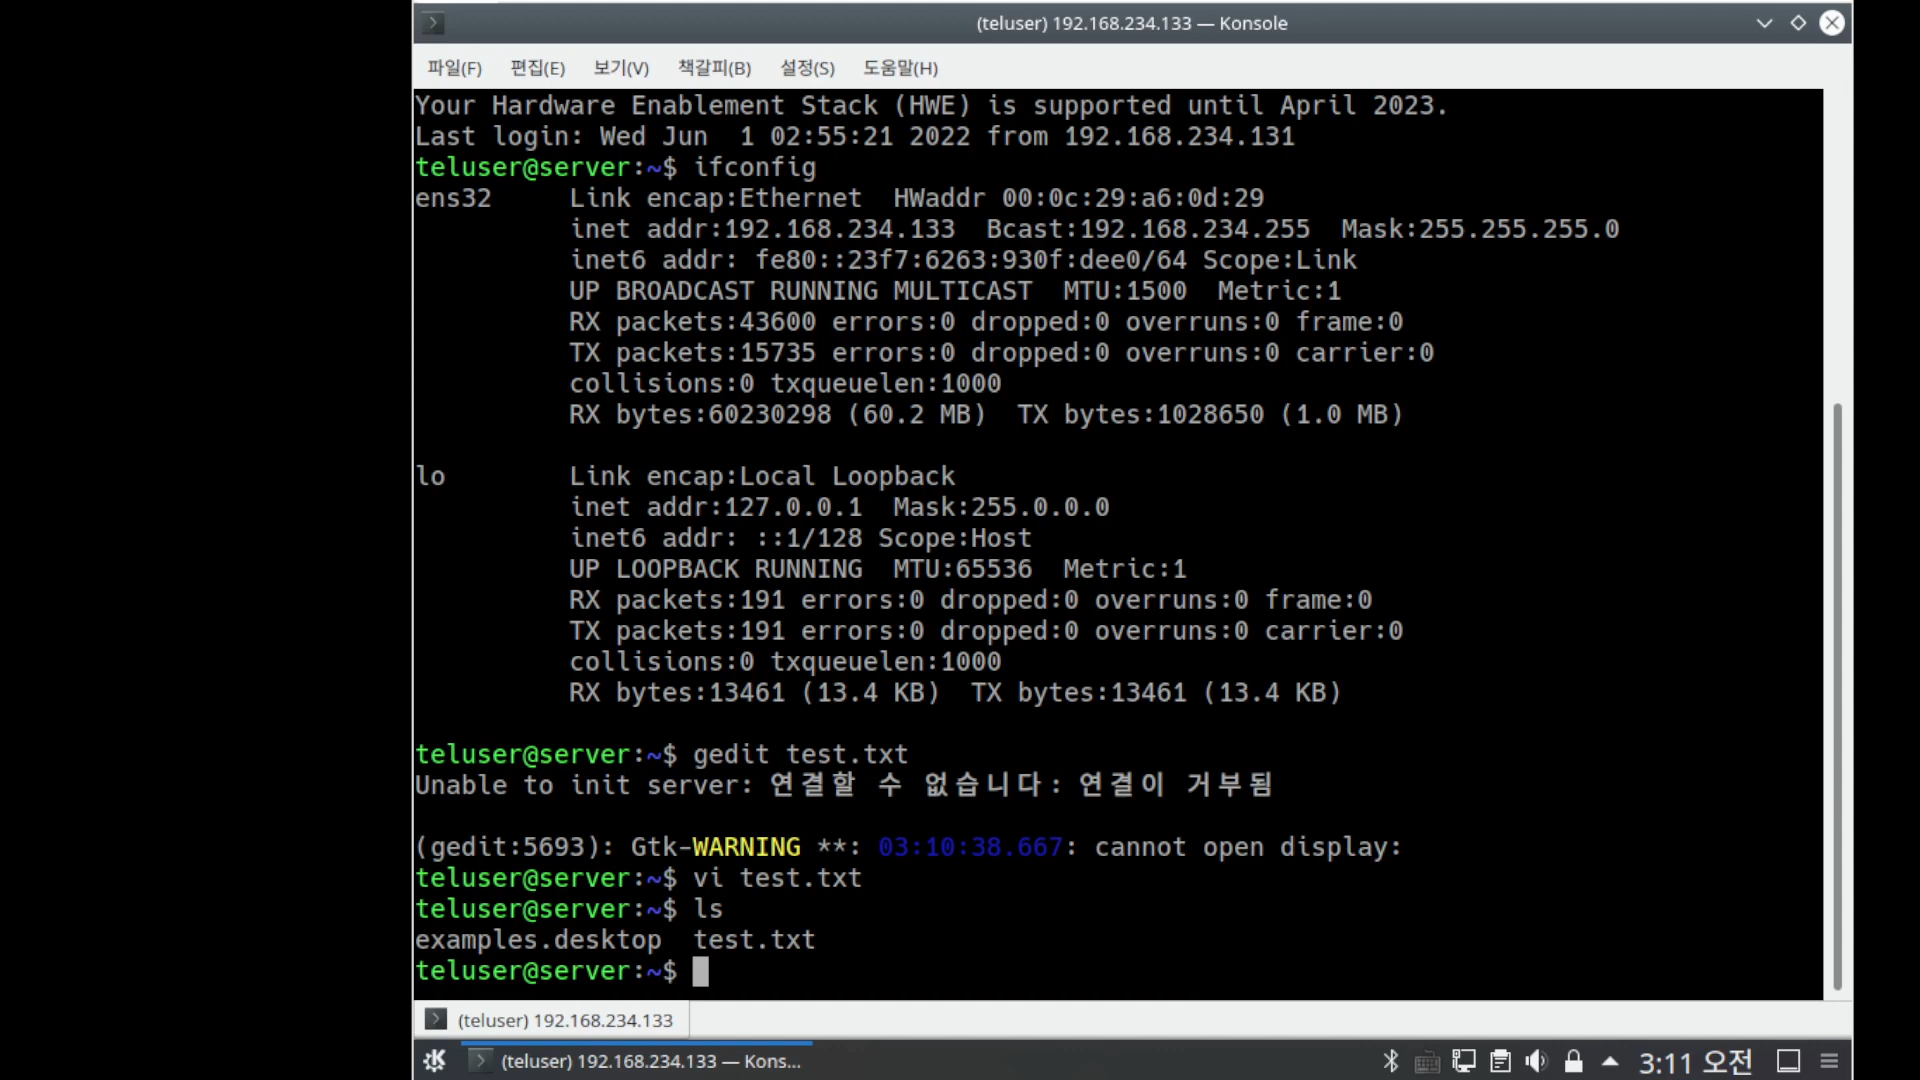 (teluser) 192.168.234.133 — Konsole
파일(F) 편집(E) 보기(V) 책갈피(B) 설정(S) 도움말(H)
Your Hardware Enablement Stack (HWE) is supported until April 2023.
Last login: Wed Jun  1 02:55:21 2022 from 192.168.234.131
teluser@server:~$ ifconfig
ens32     Link encap:Ethernet  HWaddr 00:0c:29:a6:0d:29
          inet addr:192.168.234.133  Bcast:192.168.234.255  Mask:255.255.255.0
          inet6 addr: fe80::23f7:6263:930f:dee0/64 Scope:Link
          UP BROADCAST RUNNING MULTICAST  MTU:1500  Metric:1
          RX packets:43600 errors:0 dropped:0 overruns:0 frame:0
          TX packets:15735 errors:0 dropped:0 overruns:0 carrier:0
          collisions:0 txqueuelen:1000
          RX bytes:60230298 (60.2 MB)  TX bytes:1028650 (1.0 MB)
lo        Link encap:Local Loopback
          inet addr:127.0.0.1  Mask:255.0.0.0
          inet6 addr: ::1/128 Scope:Host
          UP LOOPBACK RUNNING  MTU:65536  Metric:1
          RX packets:191 errors:0 dropped:0 overruns:0 frame:0
          TX packets:191 errors:0 dropped:0 overruns:0 carrier:0
          collisions:0 txqueuelen:1000
          RX bytes:13461 (13.4 KB)  TX bytes:13461 (13.4 KB)
teluser@server:~$ gedit test.txt
Unable to init server: 연결할 수 없습니다: 연결이 거부됨
(gedit:5693): Gtk-WARNING **: 03:10:38.667: cannot open display:
teluser@server:~$ vi test.txt
teluser@server:~$ ls
examples.desktop  test.txt
teluser@server:~$
(teluser) 192.168.234.133
(teluser) 192.168.234.133 — Kons...
3:11 오전